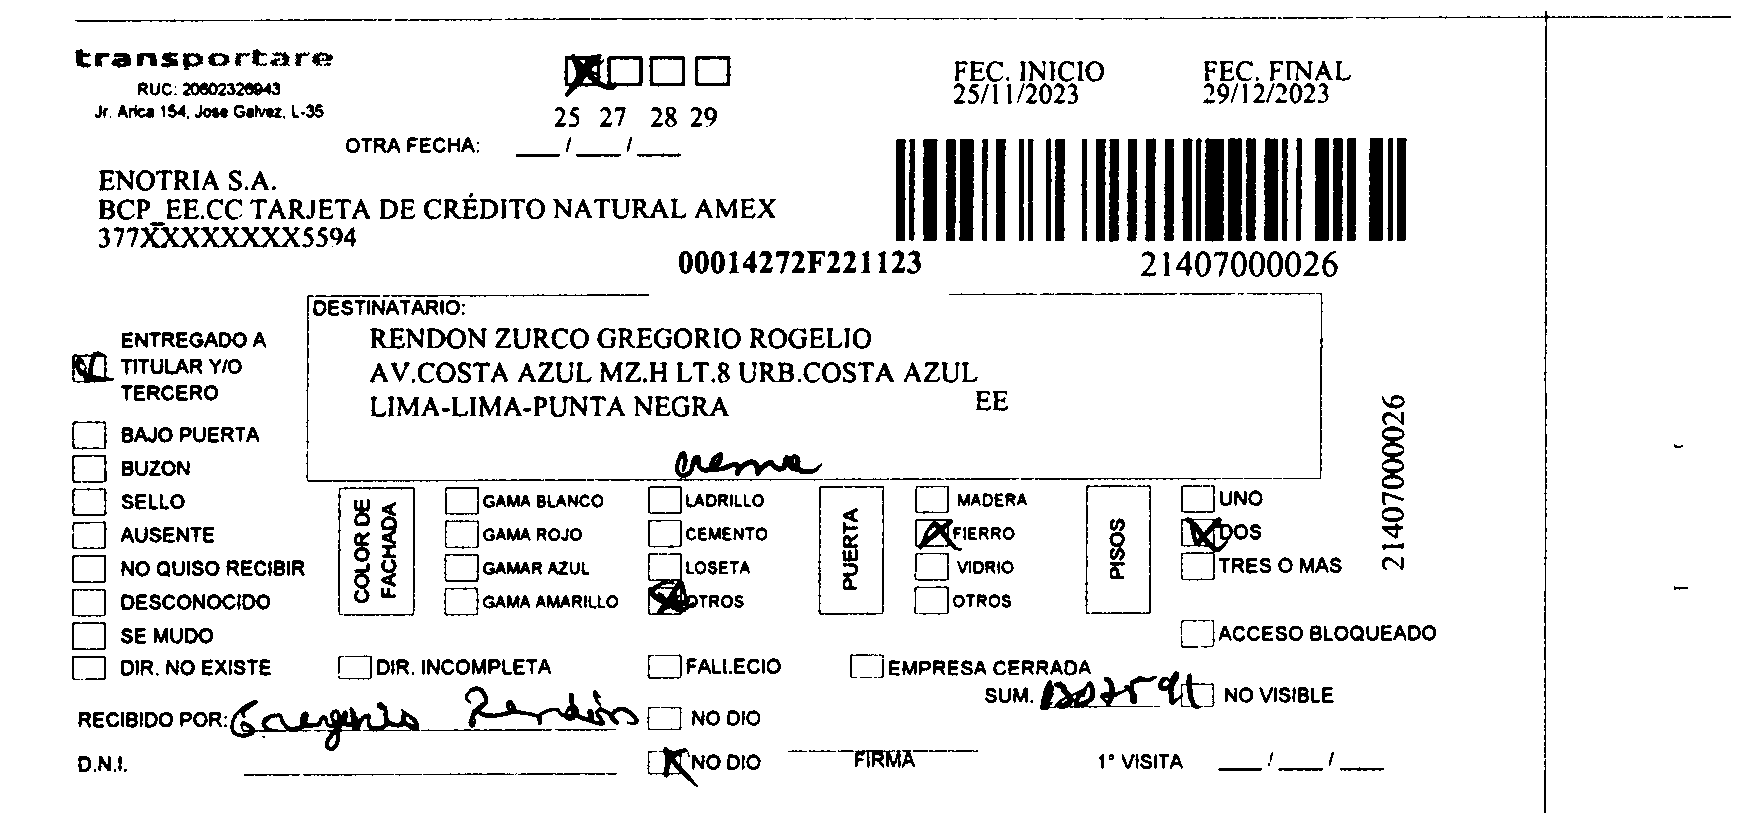 transportare
RUC: 20602326943
Jr. Arica 154, Jose Galvez, L-35
25 27 28 29
OTRA FECHA: ___/___/___
FEC. INICIO
25/11/2023
FEC. FINAL
29/12/2023
ENOTRIA S.A.
BCP_EE.CC TARJETA DE CRÉDITO NATURAL AMEX
377XXXXXXXX5594
00014272F221123
21407000026
DESTINATARIO:
RENDON ZURCO GREGORIO ROGELIO
AV.COSTA AZUL MZ.H LT.8 URB.COSTA AZUL
LIMA-LIMA-PUNTA NEGRA EE
crema
21407000026
ENTREGADO A
TITULAR Y/O
TERCERO
BAJO PUERTA
BUZON
SELLO
AUSENTE
NO QUISO RECIBIR
DESCONOCIDO
SE MUDO
DIR. NO EXISTE
COLOR DE
FACHADA
GAMA BLANCO
GAMA ROJO
GAMAR AZUL
GAMA AMARILLO
LADRILLO
CEMENTO
LOSETA
OTROS
PUERTA
MADERA
FIERRO
VIDRIO
OTROS
PISOS
UNO
DOS
TRES O MAS
ACCESO BLOQUEADO
DIR. INCOMPLETA
FALLECIO
EMPRESA CERRADA
SUM.
NO VISIBLE
RECIBIDO POR: Gregorio Rendón
NO DIO
D.N.I.
NO DIO
FIRMA
1° VISITA ___/___/___